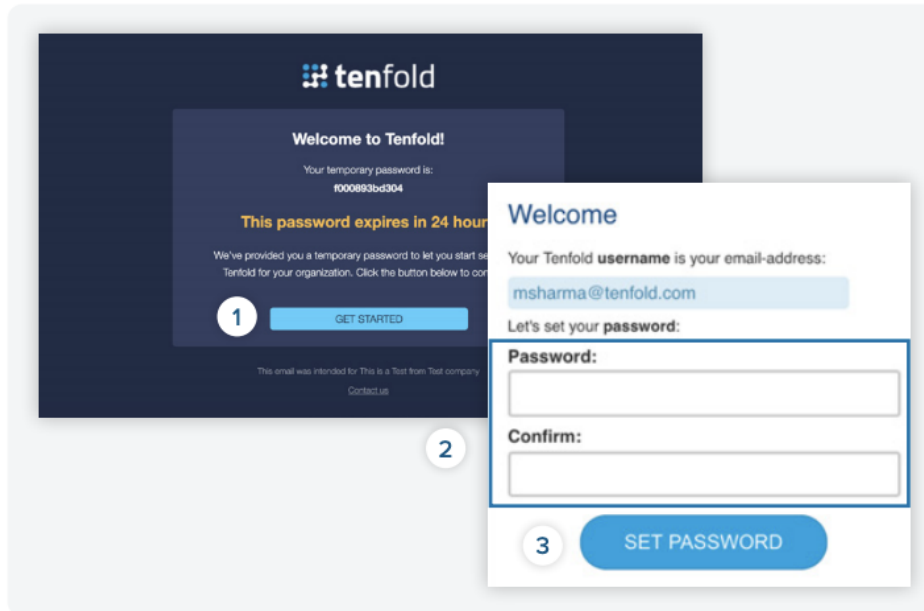 tenfold
Welcome to Tenfold!
Your temporary password is:
f000893bd304
This password expires in 24 hour
We've provided you a temporary password to let you start se
Tenfold for your organization. Click the button below to con
1
GET STARTED
This email was intended for This is a Test from Test company
Contact us
2
Welcome
Your Tenfold username is your email-address:
msharma@tenfold.com
Let's set your password:
Password:
Confirm:
3
SET PASSWORD